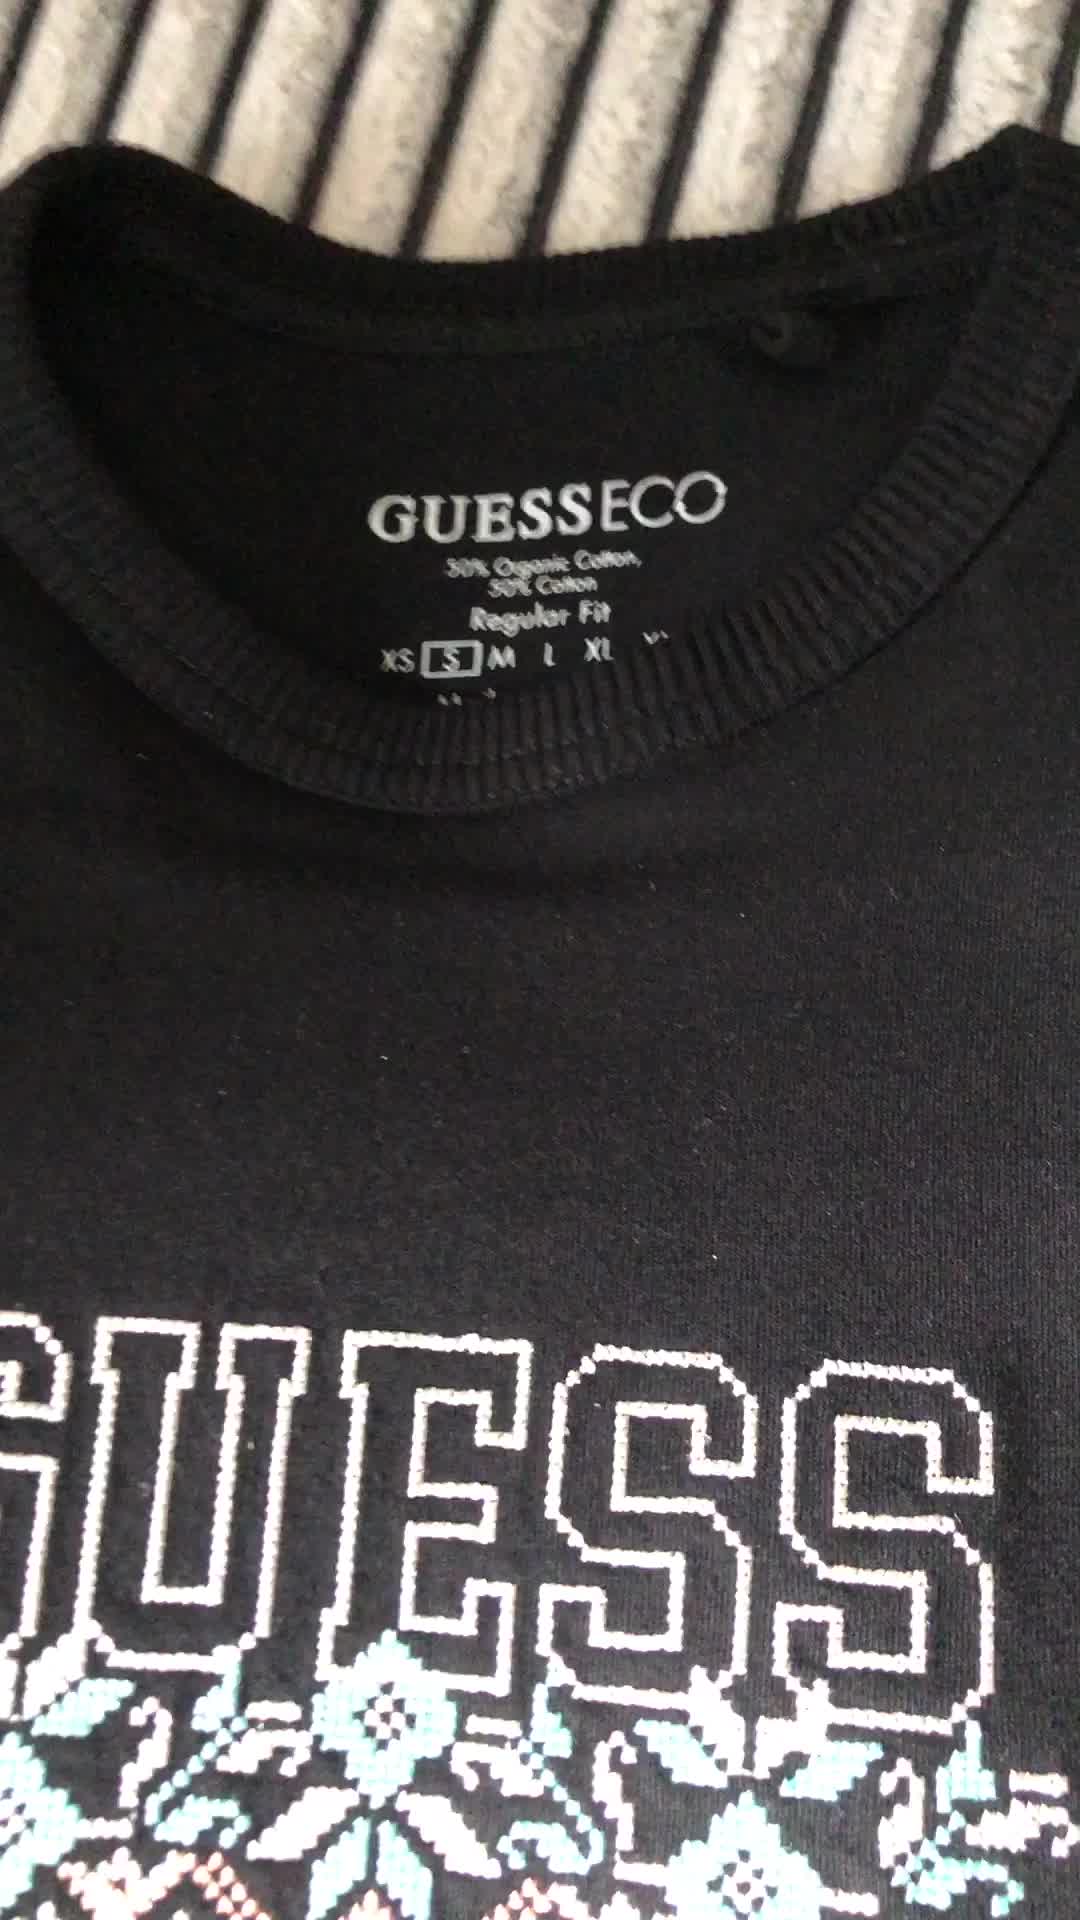 GUESSECO
50% Organic Cotton,
50% Cotton
Regular Fit
XS S M L XL
GUESS